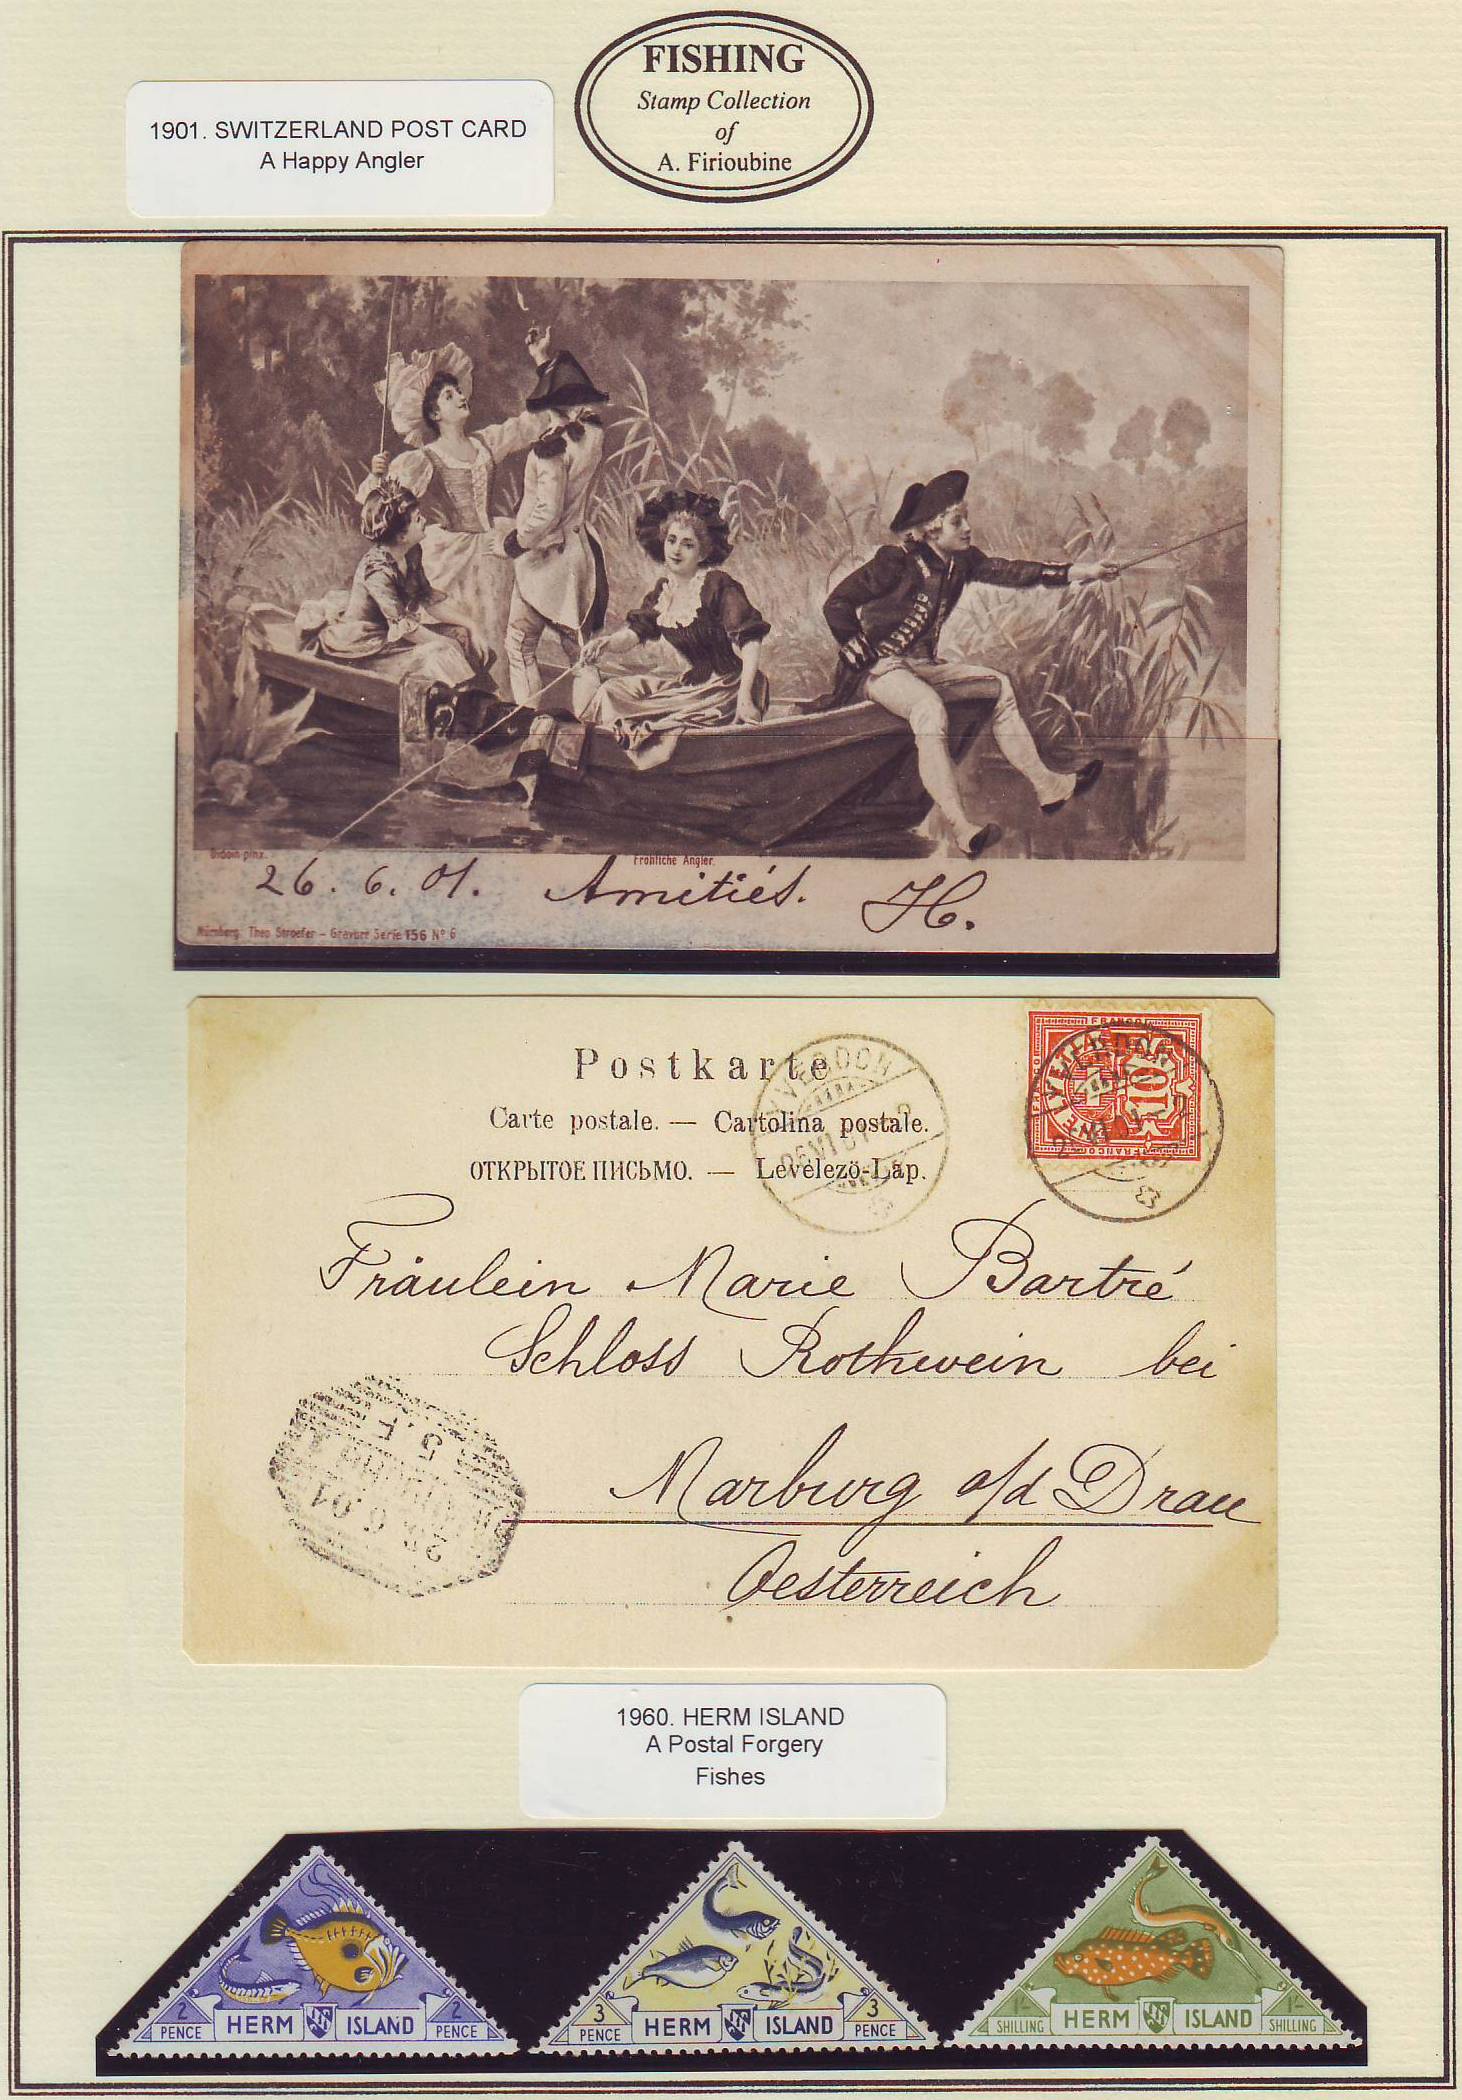 FISHING
Stamp Collection
of
A. Firioubine
1901. SWITZERLAND POST CARD
A Happy Angler
Fröhliche Angler.
26. 6. 01. Amitiés. H.
Nürnberg. Theo Stroefer – Gravure Serie 156 Nº 6
Postkarte
Carte postale. — Cartolina postale.
ОТКРЫТОЕ ПИСЬМО. — Levelező-Lap.
YVERDON
FRANCO
10
Fräulein Marie Bartré
Schloss Rothwein bei
Marburg o/d Drau
Oesterreich
1960. HERM ISLAND
A Postal Forgery
Fishes
2 PENCE HERM ISLAND 2 PENCE
3 PENCE HERM ISLAND 3 PENCE
1/- SHILLING HERM ISLAND 1/- SHILLING